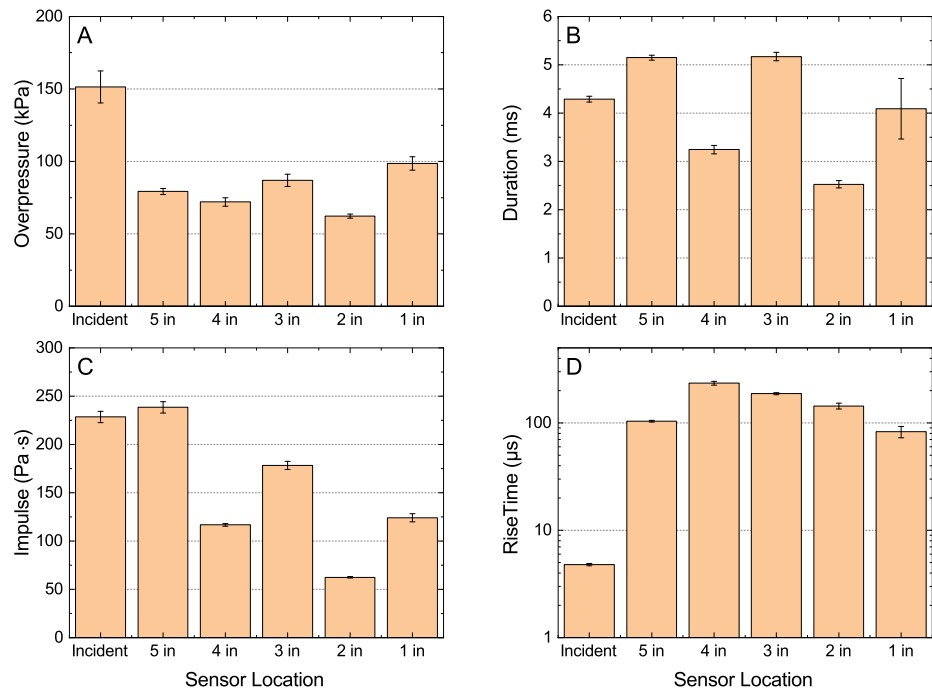 A
Overpressure (kPa)
200
150
100
50
0
Incident 5 in 4 in 3 in 2 in 1 in
B
Duration (ms)
6
5
4
3
2
1
0
Incident 5 in 4 in 3 in 2 in 1 in
C
Impulse (Pa·s)
300
250
200
150
100
50
0
Incident 5 in 4 in 3 in 2 in 1 in
Sensor Location
D
RiseTime (μs)
100
10
1
Incident 5 in 4 in 3 in 2 in 1 in
Sensor Location